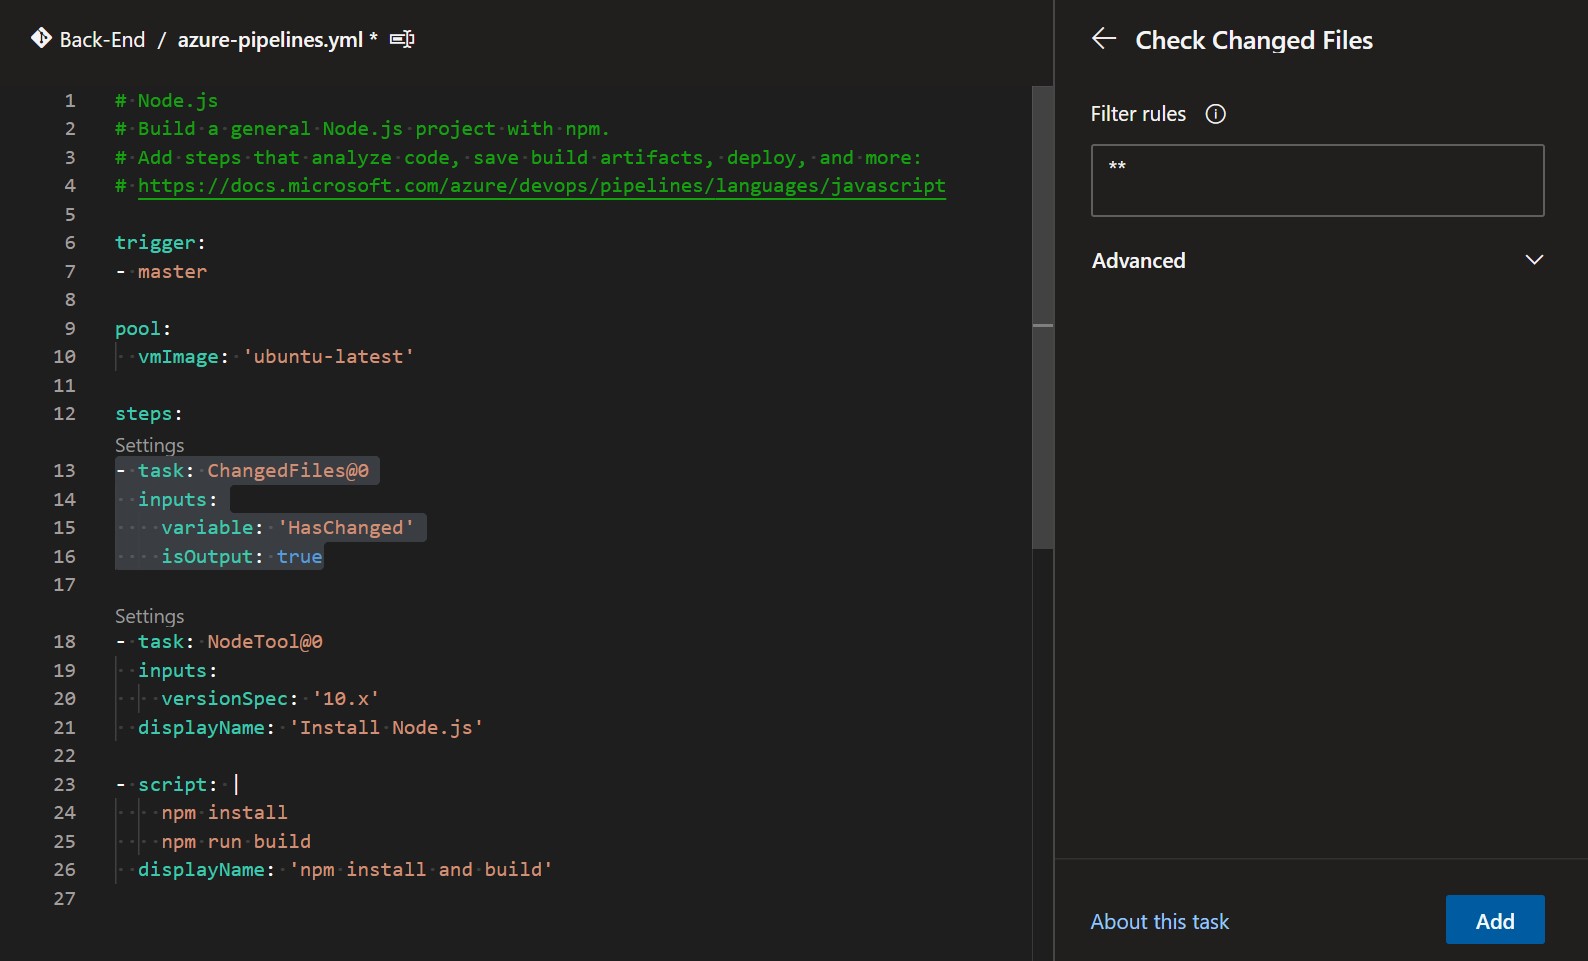 Back-End / azure-pipelines.yml *
1 # Node.js
2 # Build a general Node.js project with npm.
3 # Add steps that analyze code, save build artifacts, deploy, and more:
4 # https://docs.microsoft.com/azure/devops/pipelines/languages/javascript
5
6 trigger:
7 - master
8
9 pool:
10   vmImage: 'ubuntu-latest'
11
12 steps:
Settings
13 - task: ChangedFiles@0
14   inputs:
15     variable: 'HasChanged'
16     isOutput: true
17
Settings
18 - task: NodeTool@0
19   inputs:
20     versionSpec: '10.x'
21   displayName: 'Install Node.js'
22
23 - script: |
24     npm install
25     npm run build
26   displayName: 'npm install and build'
27
Check Changed Files
Filter rules
**
Advanced
About this task
Add